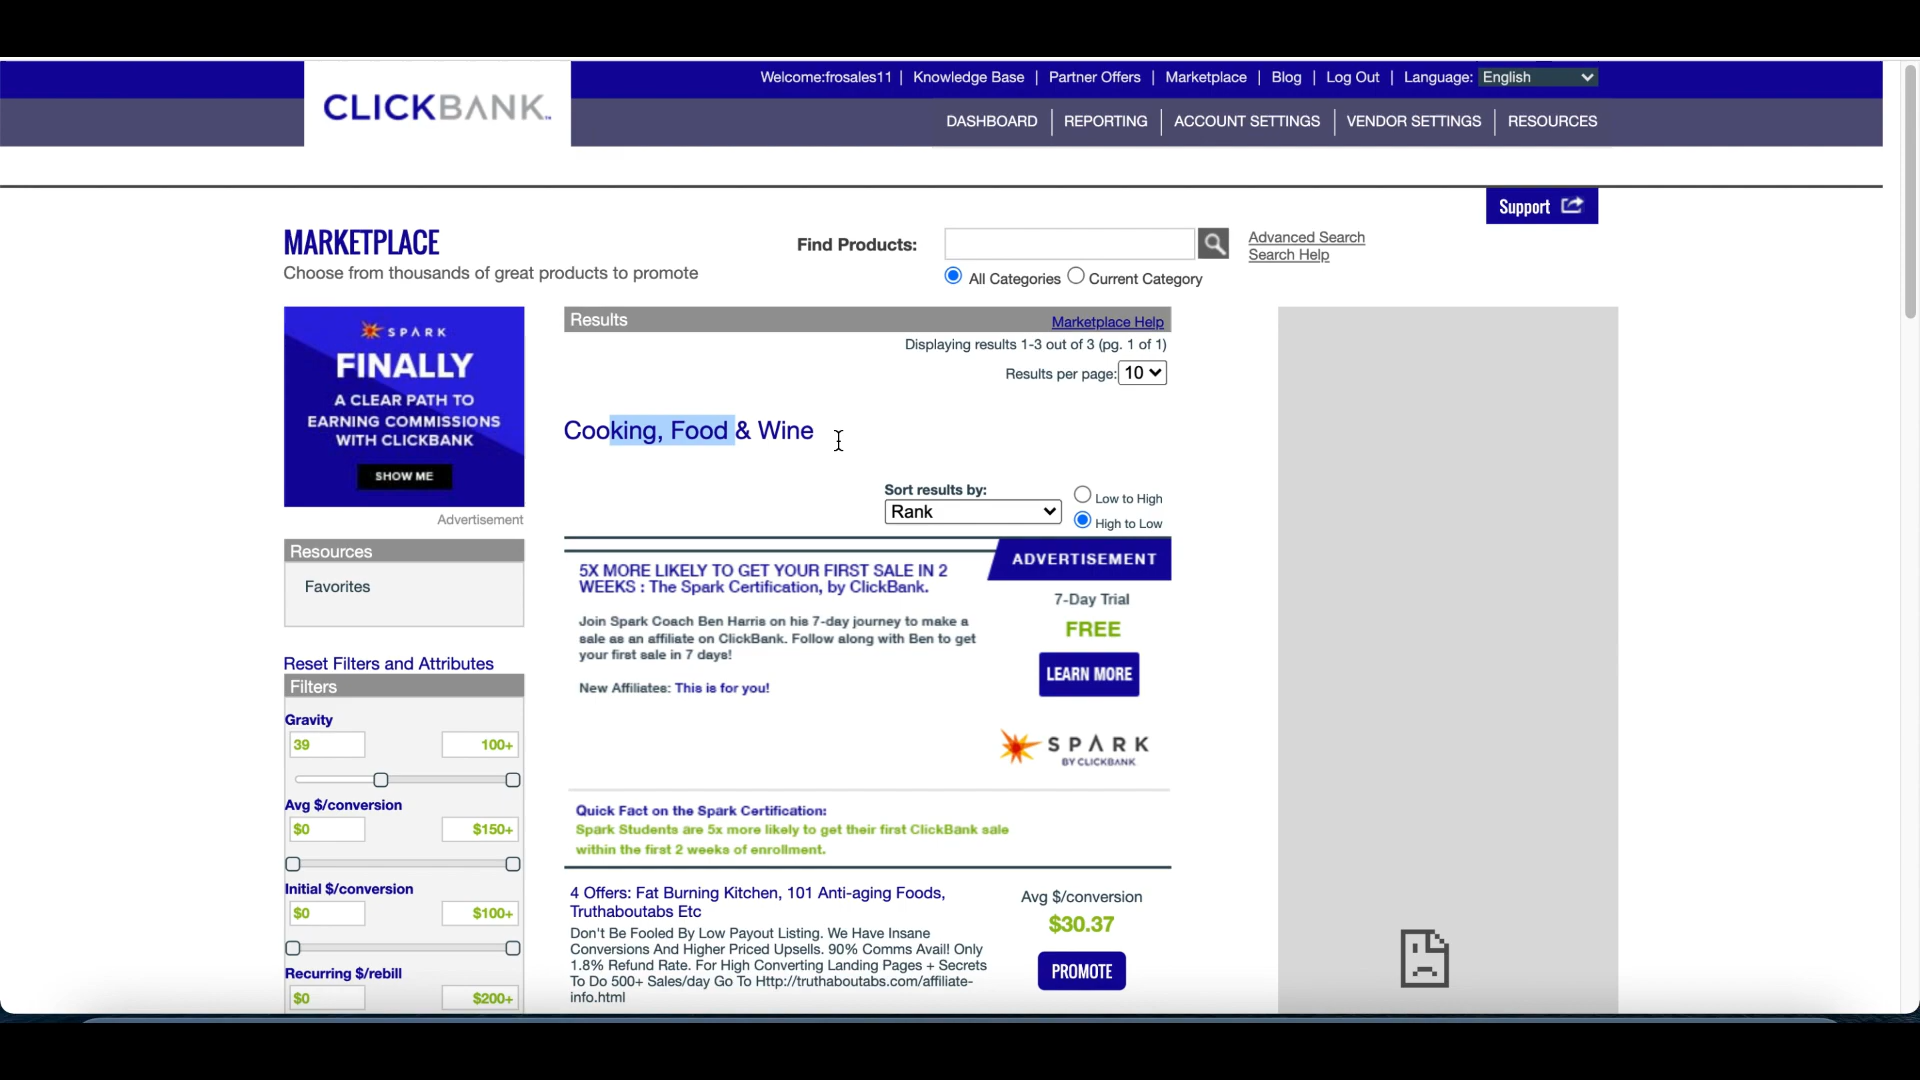 Welcome:frosales11 | Knowledge Base | Partner Offers | Marketplace | Blog | Log Out | Language: English
CLICKBANK™
DASHBOARD | REPORTING | ACCOUNT SETTINGS | VENDOR SETTINGS | RESOURCES
Support
MARKETPLACE
Choose from thousands of great products to promote
Find Products:
Advanced Search
Search Help
All Categories Current Category
SPARK
FINALLY
A CLEAR PATH TO
EARNING COMMISSIONS
WITH CLICKBANK
SHOW ME
Advertisement
Resources
Favorites
Reset Filters and Attributes
Filters
Gravity
39 100+
Avg $/conversion
$0 $150+
Initial $/conversion
$0 $100+
Recurring $/rebill
$0 $200+
Results Marketplace Help
Displaying results 1-3 out of 3 (pg. 1 of 1)
Results per page: 10
Cooking, Food & Wine
Sort results by:
Rank
Low to High
High to Low
ADVERTISEMENT
5X MORE LIKELY TO GET YOUR FIRST SALE IN 2
WEEKS : The Spark Certification, by ClickBank.
Join Spark Coach Ben Harris on his 7-day journey to make a
sale as an affiliate on ClickBank. Follow along with Ben to get
your first sale in 7 days!
New Affiliates: This is for you!
7-Day Trial
FREE
LEARN MORE
SPARK
BY CLICKBANK
Quick Fact on the Spark Certification:
Spark Students are 5x more likely to get their first ClickBank sale
within the first 2 weeks of enrollment.
4 Offers: Fat Burning Kitchen, 101 Anti-aging Foods,
Truthaboutabs Etc
Don't Be Fooled By Low Payout Listing. We Have Insane
Conversions And Higher Priced Upsells. 90% Comms Avail! Only
1.8% Refund Rate. For High Converting Landing Pages + Secrets
To Do 500+ Sales/day Go To Http://truthaboutabs.com/affiliate-
info.html
Avg $/conversion
$30.37
PROMOTE